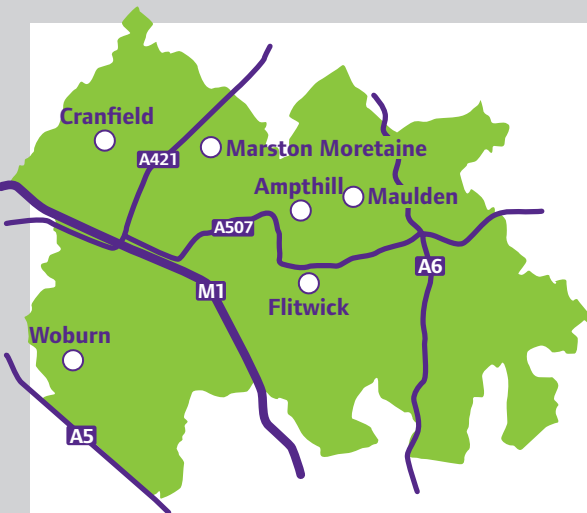 Cranfield
A421
Marston Moretaine
Ampthill
Maulden
A507
A6
M1
Flitwick
Woburn
A5